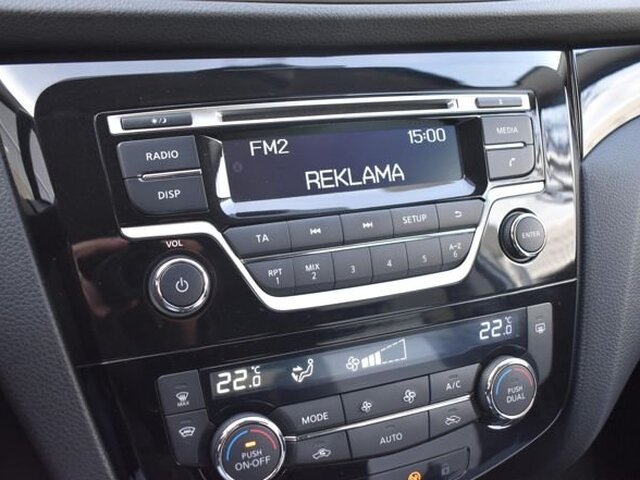 FM2 15:00
REKLAMA
RADIO
DISP
MEDIA
TA SETUP
RPT 1 MIX 2 3 4 5 A-Z 6
VOL
ENTER
22.0 °C 22.0 °C
MAX
MODE A/C
AUTO
PUSH ON-OFF
PUSH DUAL